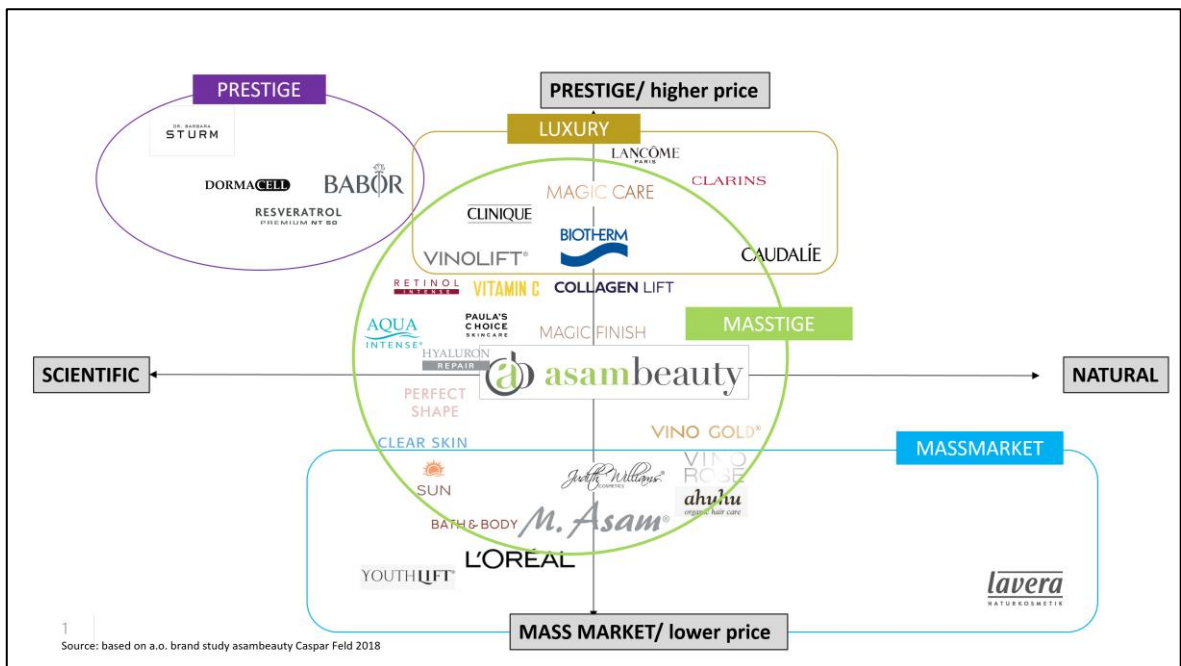 PRESTIGE
PRESTIGE/ higher price
LUXURY
DR. BARBARA
STURM
LANCÔME
PARIS
CLARINS
DORMACELL
BABOR
MAGIC CARE
RESVERATROL
PREMIUM NT 50
CLINIQUE
BIOTHERM
VINOLIFT®
CAUDALÍE
RETINOL
INTENSE
VITAMIN C
COLLAGEN LIFT
AQUA
INTENSE®
PAULA'S
CHOICE
SKINCARE
MAGIC FINISH
MASSTIGE
HYALURON
REPAIR
SCIENTIFIC
ab asambeauty
NATURAL
PERFECT
SHAPE
CLEAR SKIN
VINO GOLD®
MASSMARKET
SUN
Judith Williams®
COSMETICS
VINO
ROSÉ
ahuhu
organic hair care
BATH & BODY
M. Asam®
L'ORÉAL
YOUTHLIFT®
lavera
NATURKOSMETIK
1
MASS MARKET/ lower price
Source: based on a.o. brand study asambeauty Caspar Feld 2018